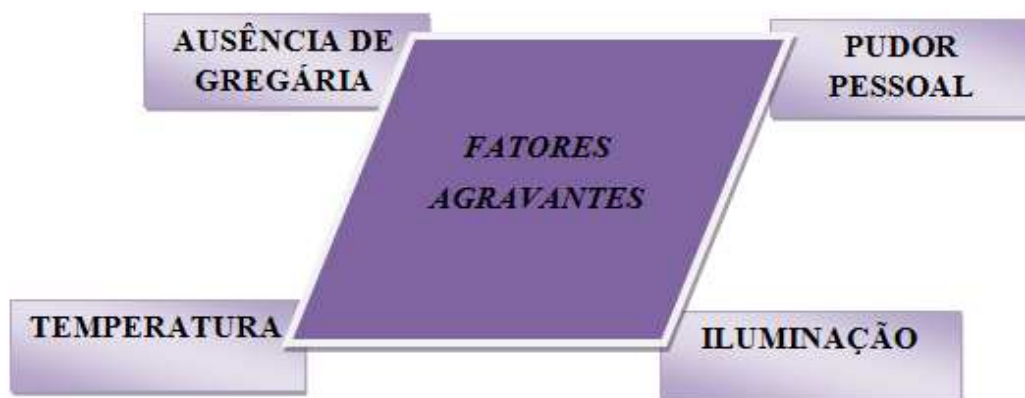 AUSÊNCIA DE
GREGÁRIA
PUDOR
PESSOAL
FATORES
AGRAVANTES
TEMPERATURA
ILUMINAÇÃO